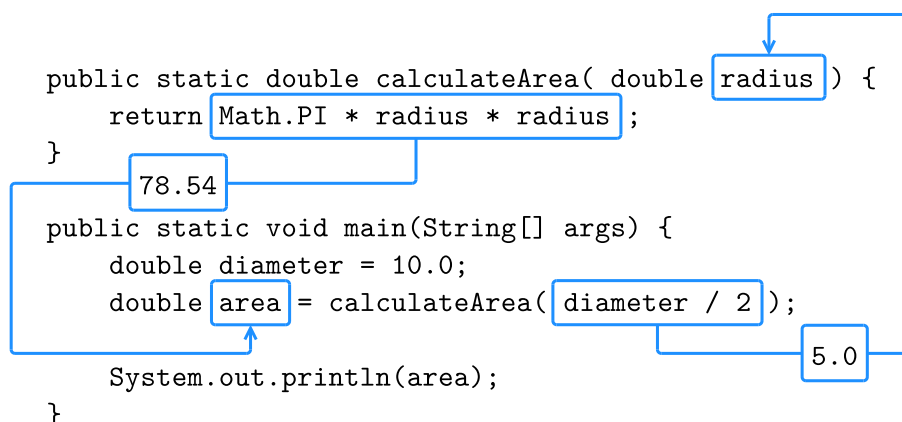 public static double calculateArea( double radius ) {
return Math.PI * radius * radius ;
}
78.54
public static void main(String[] args) {
double diameter = 10.0;
double area = calculateArea( diameter / 2 );
5.0
System.out.println(area);
}